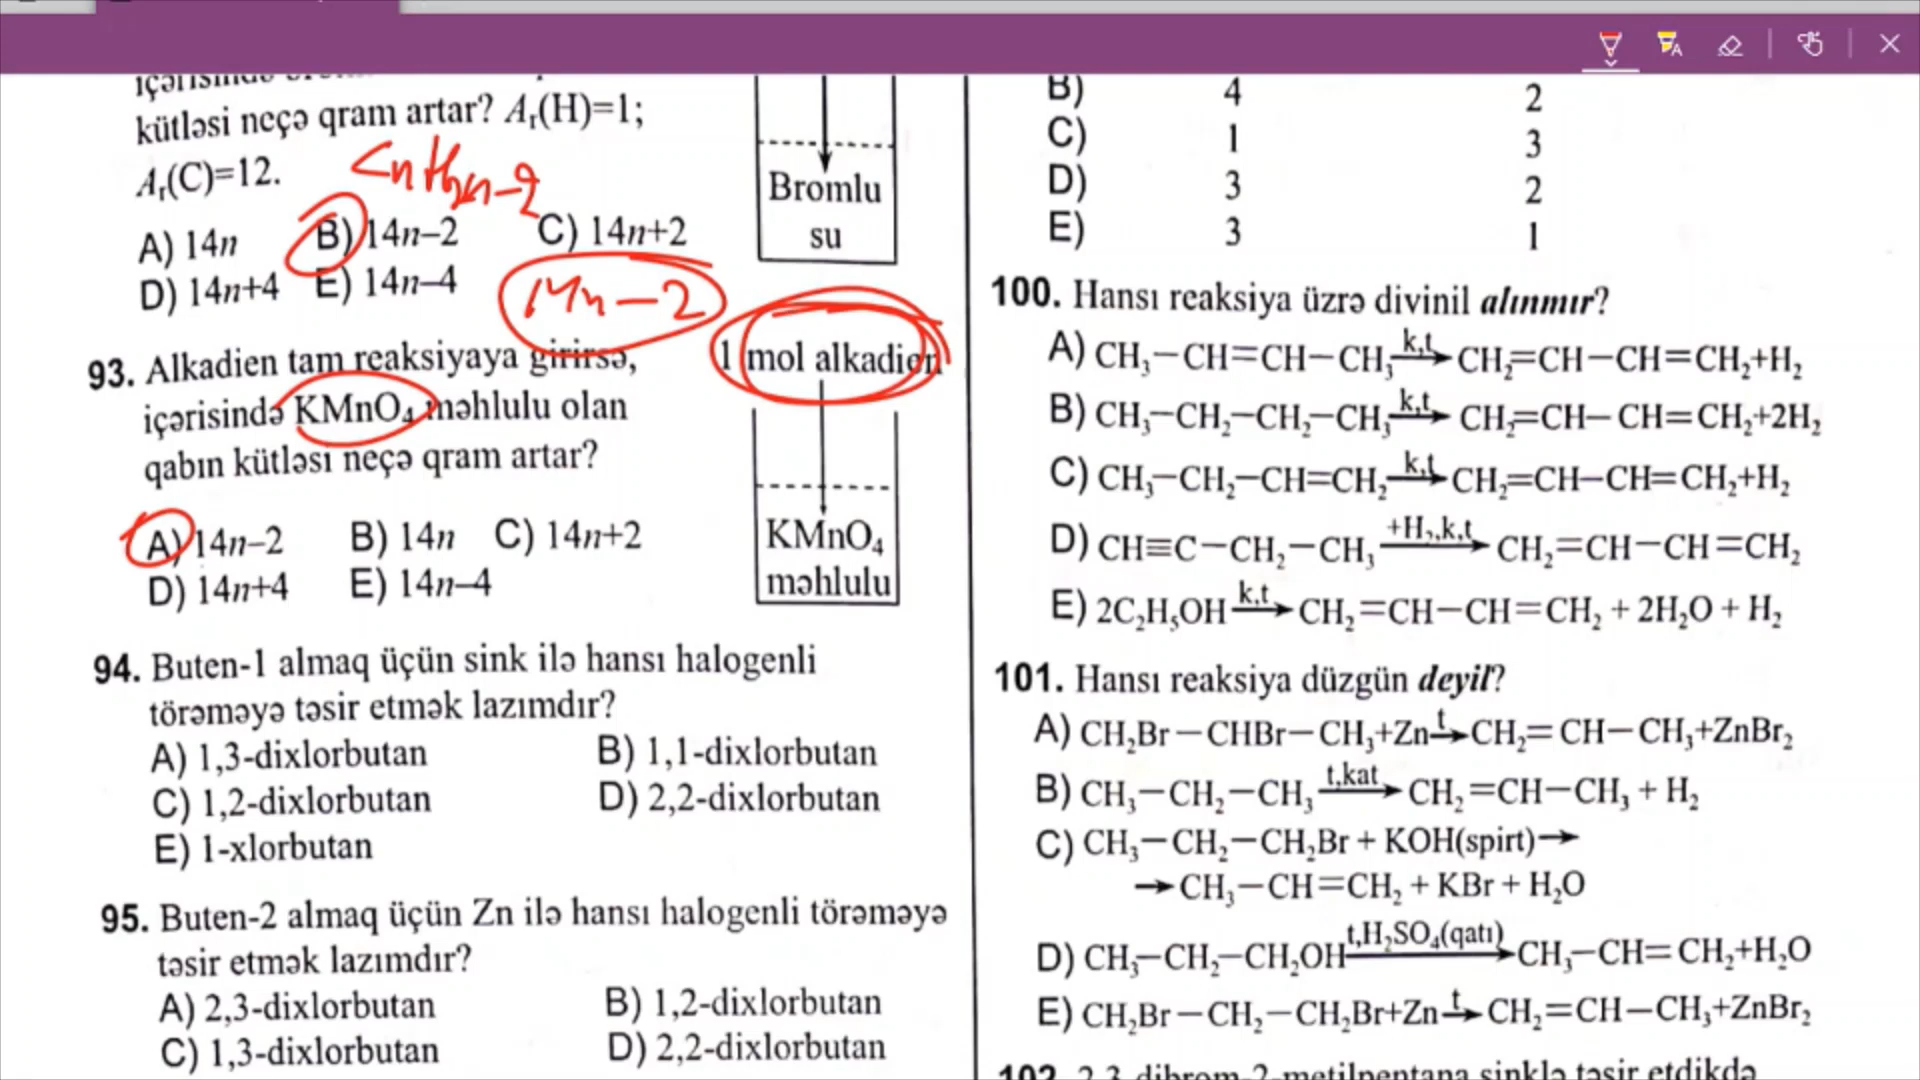 kütləsi neçə qram artar? Aᵣ(H)=1;
Aᵣ(C)=12.
CnH2n-2
A) 14n B) 14n–2 C) 14n+2
D) 14n+4 E) 14n–4
14n-2
Bromlu
su
93. Alkadien tam reaksiyaya girirsə,
içərisində KMnO₄ məhlulu olan
qabın kütləsi neçə qram artar?
1 mol alkadien
KMnO₄
məhlulu
A) 14n–2 B) 14n C) 14n+2
D) 14n+4 E) 14n–4
94. Buten-1 almaq üçün sink ilə hansı halogenli
törəməyə təsir etmək lazımdır?
A) 1,3-dixlorbutan B) 1,1-dixlorbutan
C) 1,2-dixlorbutan D) 2,2-dixlorbutan
E) 1-xlorbutan
95. Buten-2 almaq üçün Zn ilə hansı halogenli törəməyə
təsir etmək lazımdır?
A) 2,3-dixlorbutan B) 1,2-dixlorbutan
C) 1,3-dixlorbutan D) 2,2-dixlorbutan
B) 4 2
C) 1 3
D) 3 2
E) 3 1
100. Hansı reaksiya üzrə divinil alınmır?
A) CH₃–CH=CH–CH₃ k,t→ CH₂=CH–CH=CH₂+H₂
B) CH₃–CH₂–CH₂–CH₃ k,t→ CH₂=CH–CH=CH₂+2H₂
C) CH₃–CH₂–CH=CH₂ k,t→ CH₂=CH–CH=CH₂+H₂
D) CH≡C–CH₂–CH₃ +H₂,k,t→ CH₂=CH–CH=CH₂
E) 2C₂H₅OH k,t→ CH₂=CH–CH=CH₂ + 2H₂O + H₂
101. Hansı reaksiya düzgün deyil?
A) CH₂Br–CHBr–CH₃+Zn t→ CH₂=CH–CH₃+ZnBr₂
B) CH₃–CH₂–CH₃ t,kat→ CH₂=CH–CH₃ + H₂
C) CH₃–CH₂–CH₂Br + KOH(spirt)→
→ CH₃–CH=CH₂ + KBr + H₂O
D) CH₃–CH₂–CH₂OH t,H₂SO₄(qatı)→ CH₃–CH=CH₂+H₂O
E) CH₂Br–CH₂–CH₂Br+Zn t→ CH₂=CH–CH₃+ZnBr₂
102. 2,3-dibrom-2-metilpentana sinklə təsir etdikdə